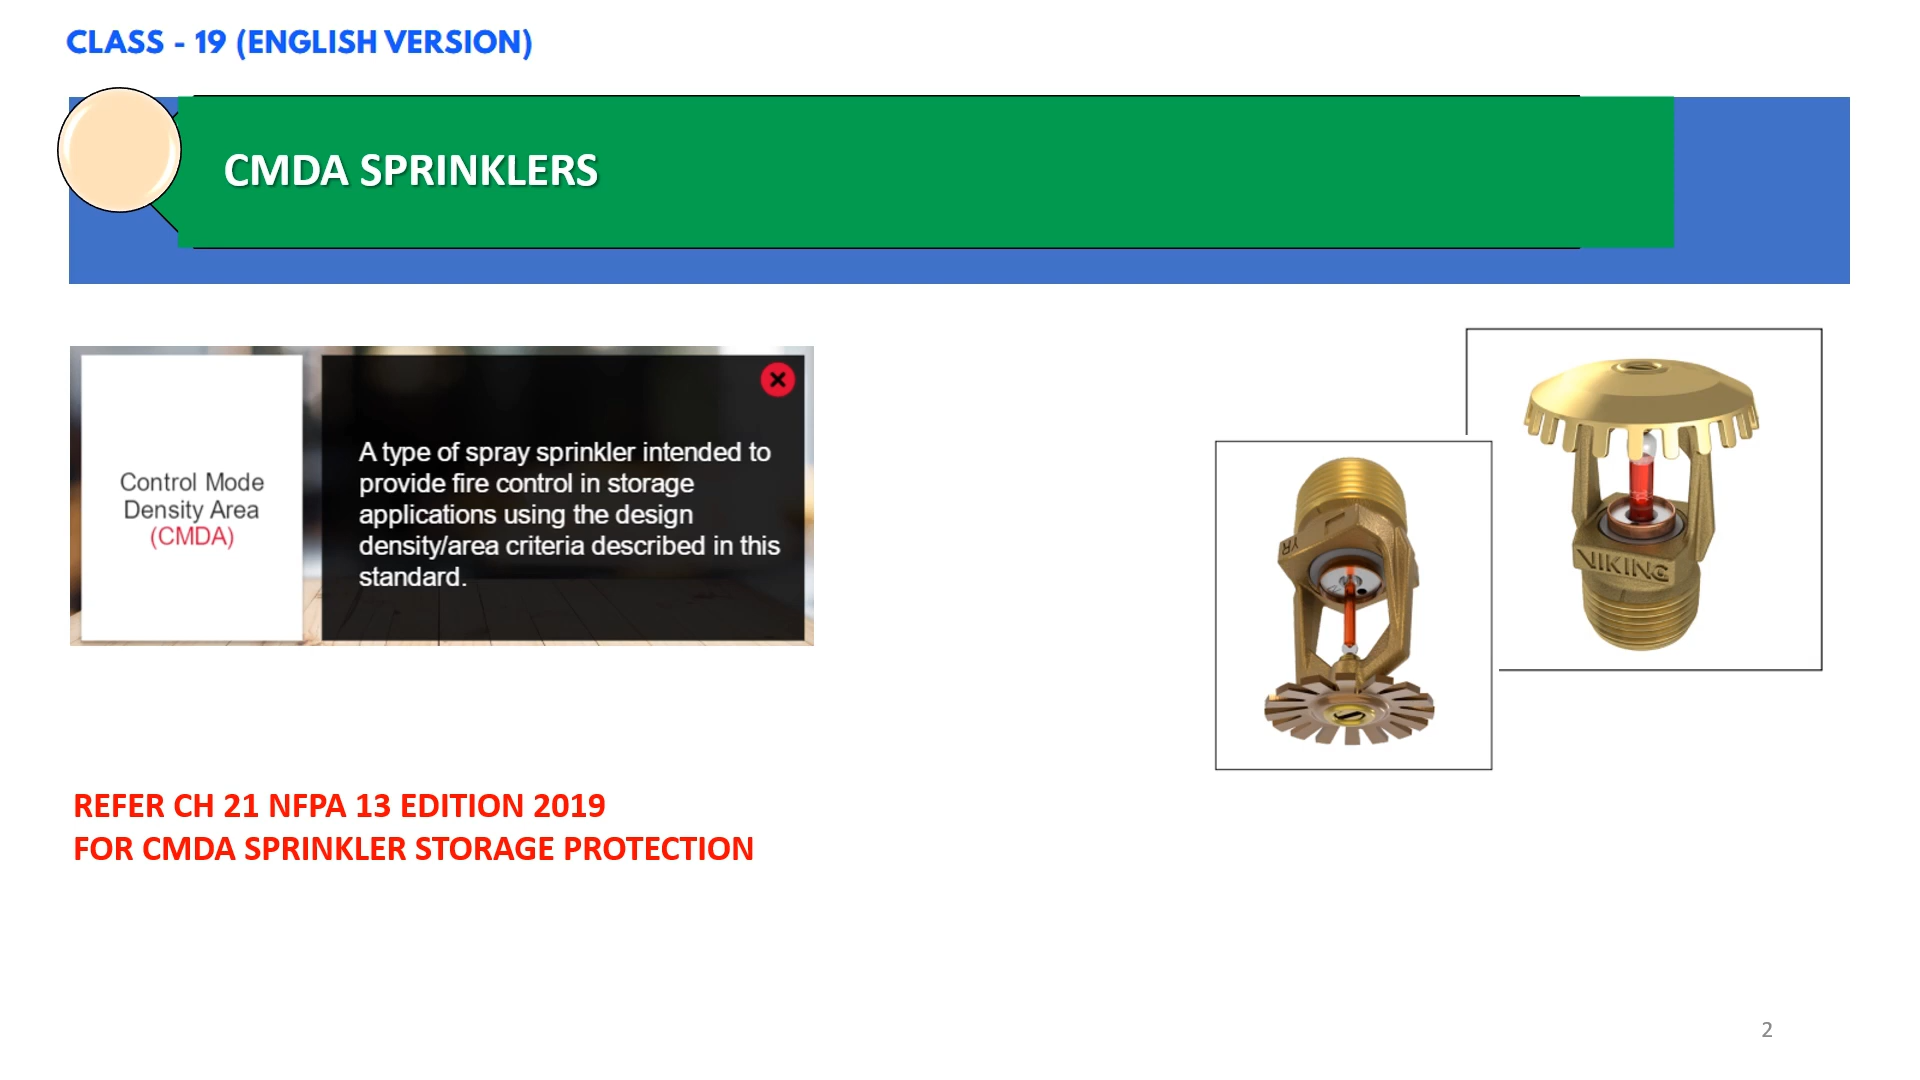 CLASS - 19 (ENGLISH VERSION)
CMDA SPRINKLERS
Control Mode
Density Area
(CMDA)
A type of spray sprinkler intended to
provide fire control in storage
applications using the design
density/area criteria described in this
standard.
VIKING
REFER CH 21 NFPA 13 EDITION 2019
FOR CMDA SPRINKLER STORAGE PROTECTION
2